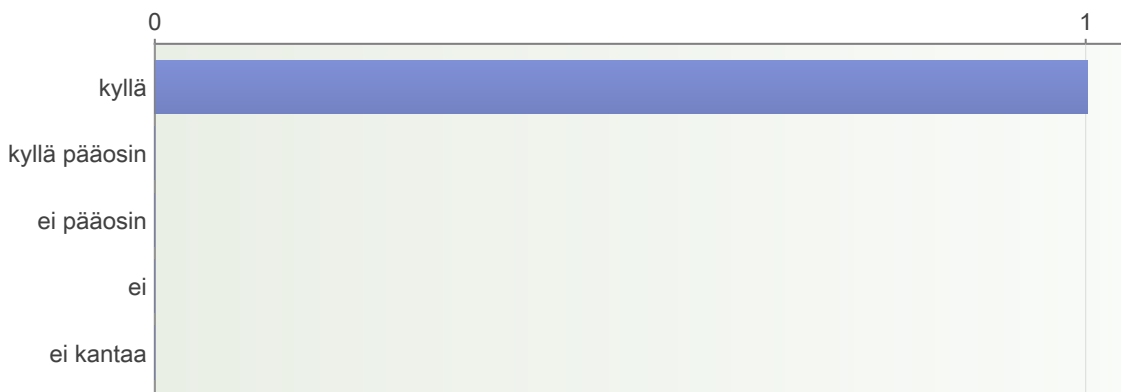 0 1
kyllä
kyllä pääosin
ei pääosin
ei
ei kantaa